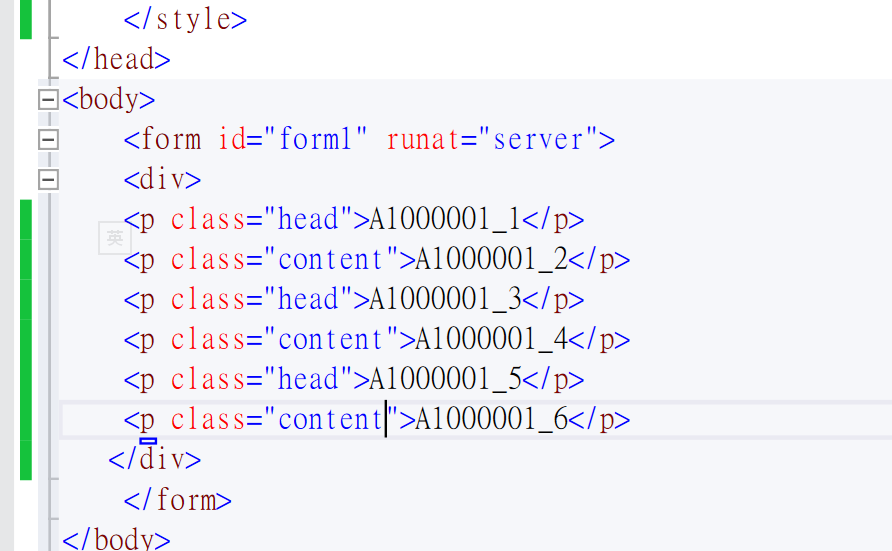 </style>
</head>
<body>
<form id="form1" runat="server">
<div>
<p class="head">A1000001_1</p>
英
<p class="content">A1000001_2</p>
<p class="head">A1000001_3</p>
<p class="content">A1000001_4</p>
<p class="head">A1000001_5</p>
<p class="content">A1000001_6</p>
</div>
</form>
</body>